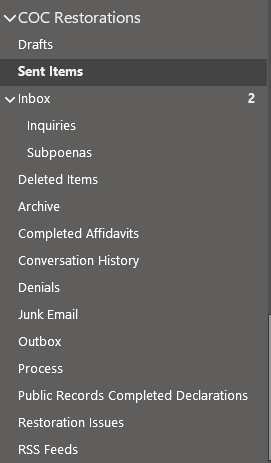 COC Restorations
Drafts
Sent Items
Inbox 2
Inquiries
Subpoenas
Deleted Items
Archive
Completed Affidavits
Conversation History
Denials
Junk Email
Outbox
Process
Public Records Completed Declarations
Restoration Issues
RSS Feeds